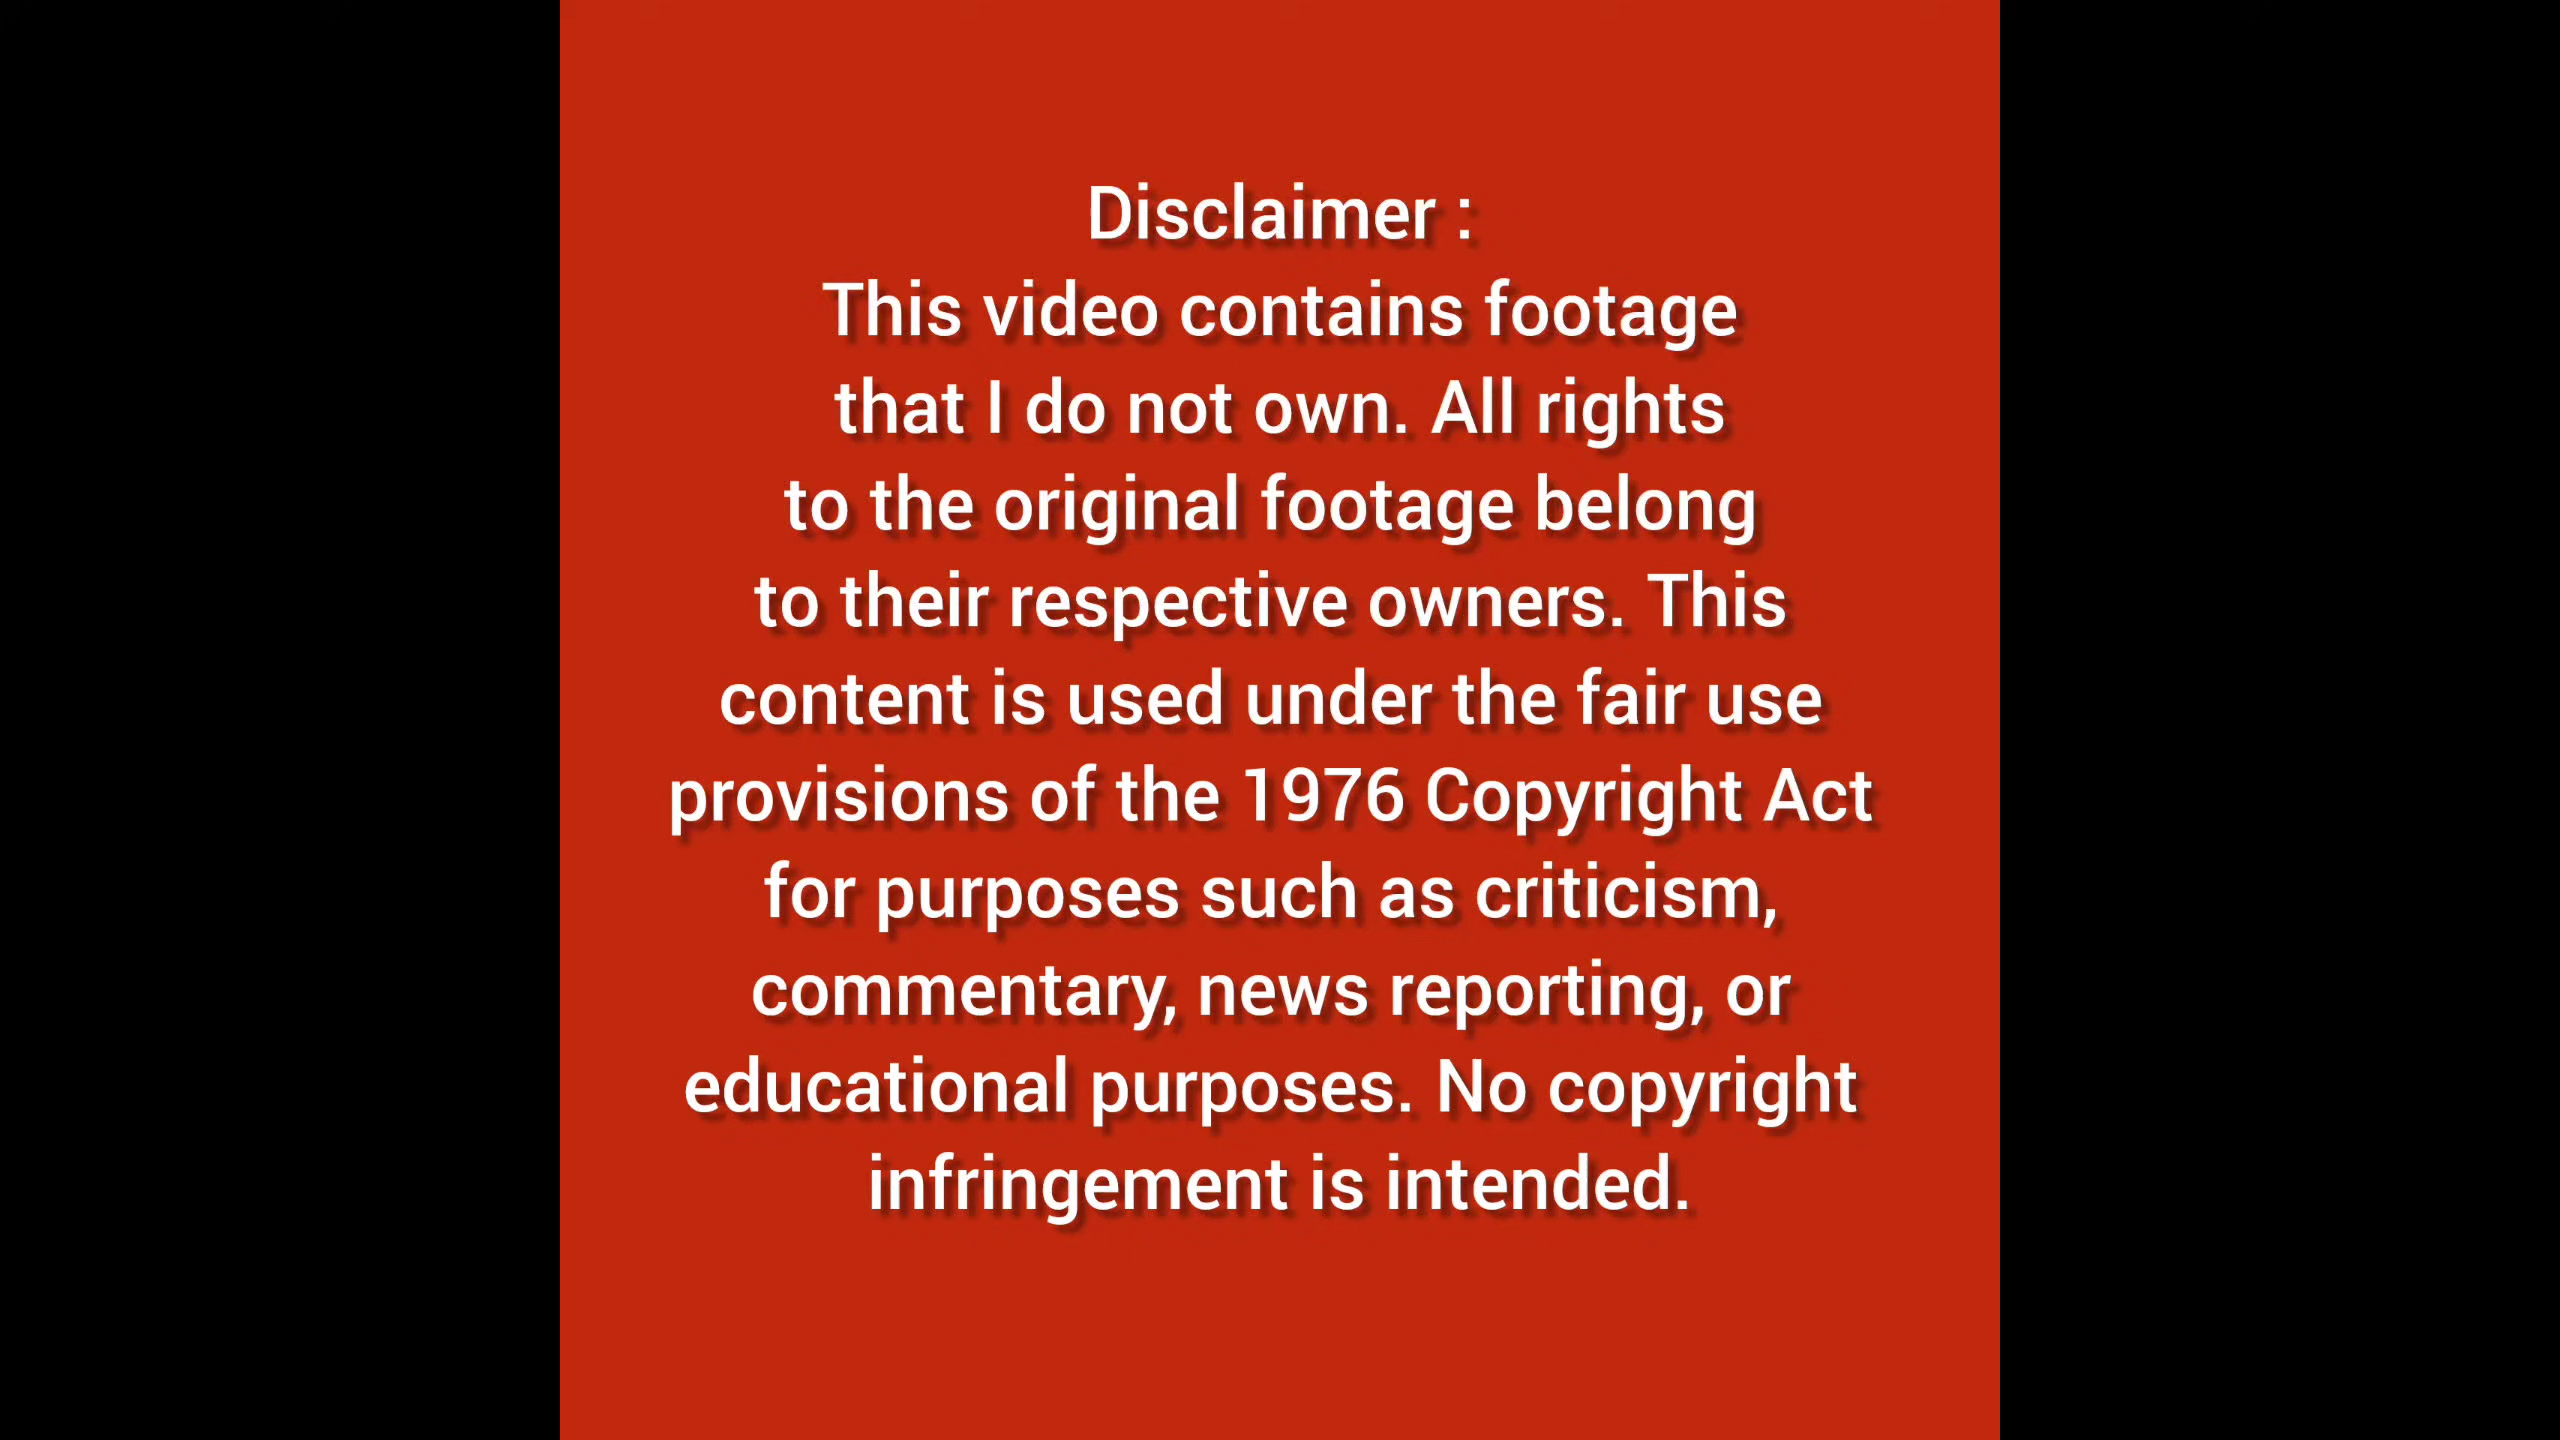 Disclaimer :
This video contains footage
that I do not own. All rights
to the original footage belong
to their respective owners. This
content is used under the fair use
provisions of the 1976 Copyright Act
for purposes such as criticism,
commentary, news reporting, or
educational purposes. No copyright
infringement is intended.